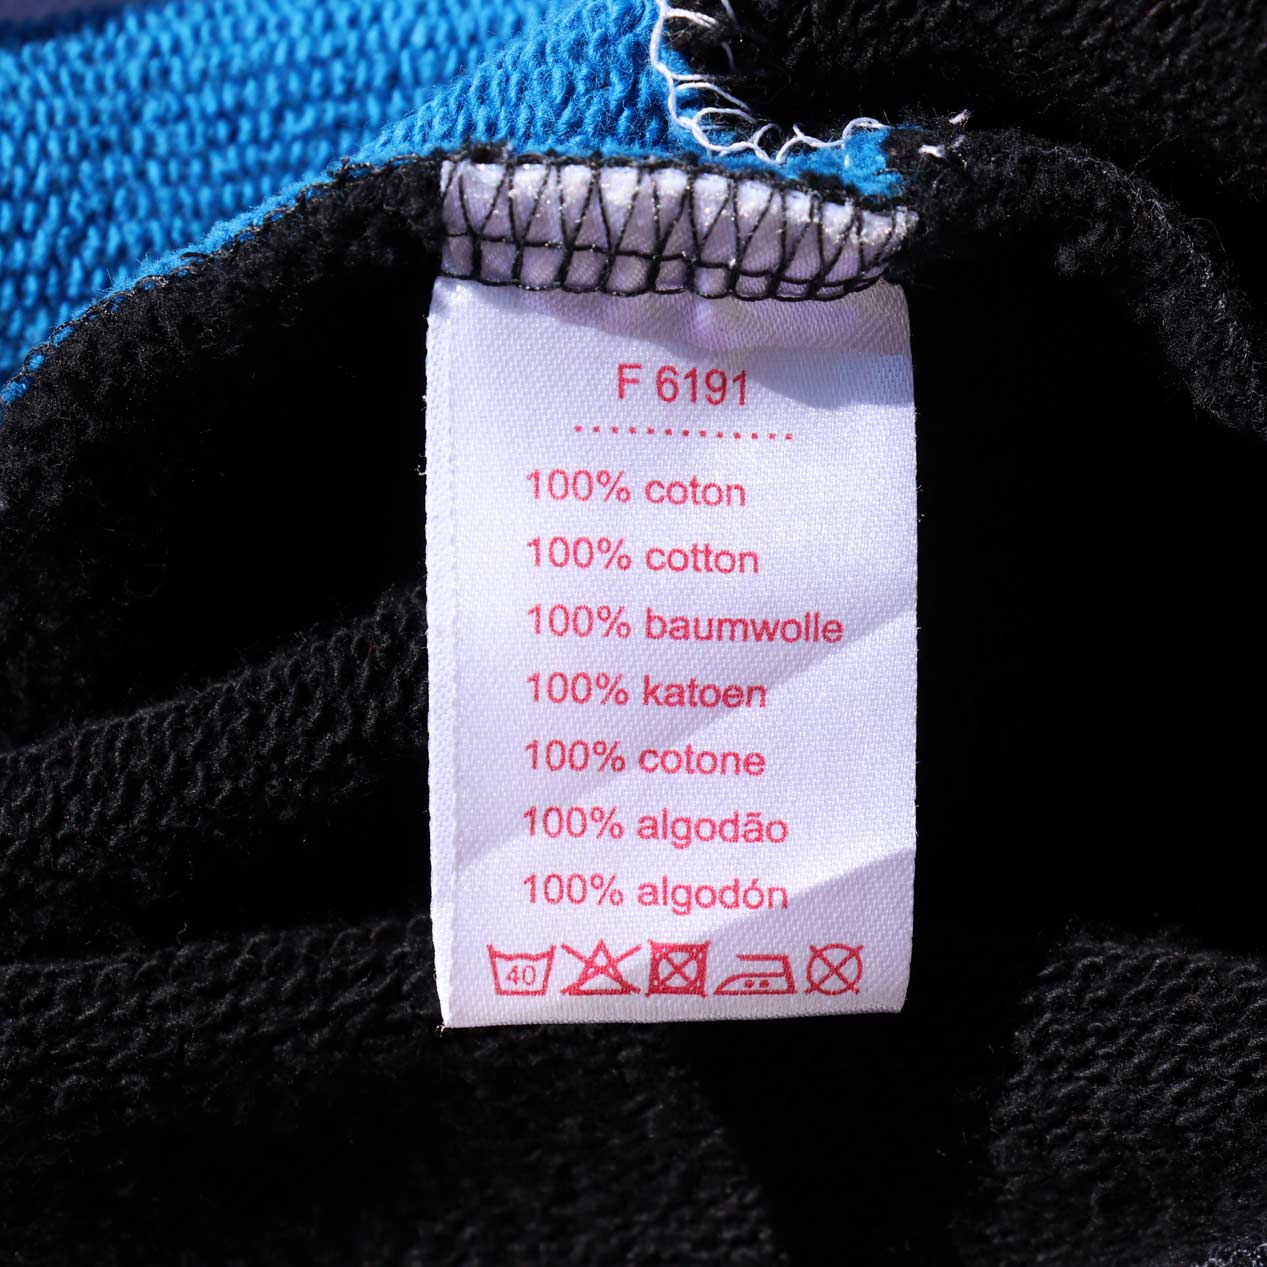 F 6191
100% coton
100% cotton
100% baumwolle
100% katoen
100% cotone
100% algodão
100% algodón
40